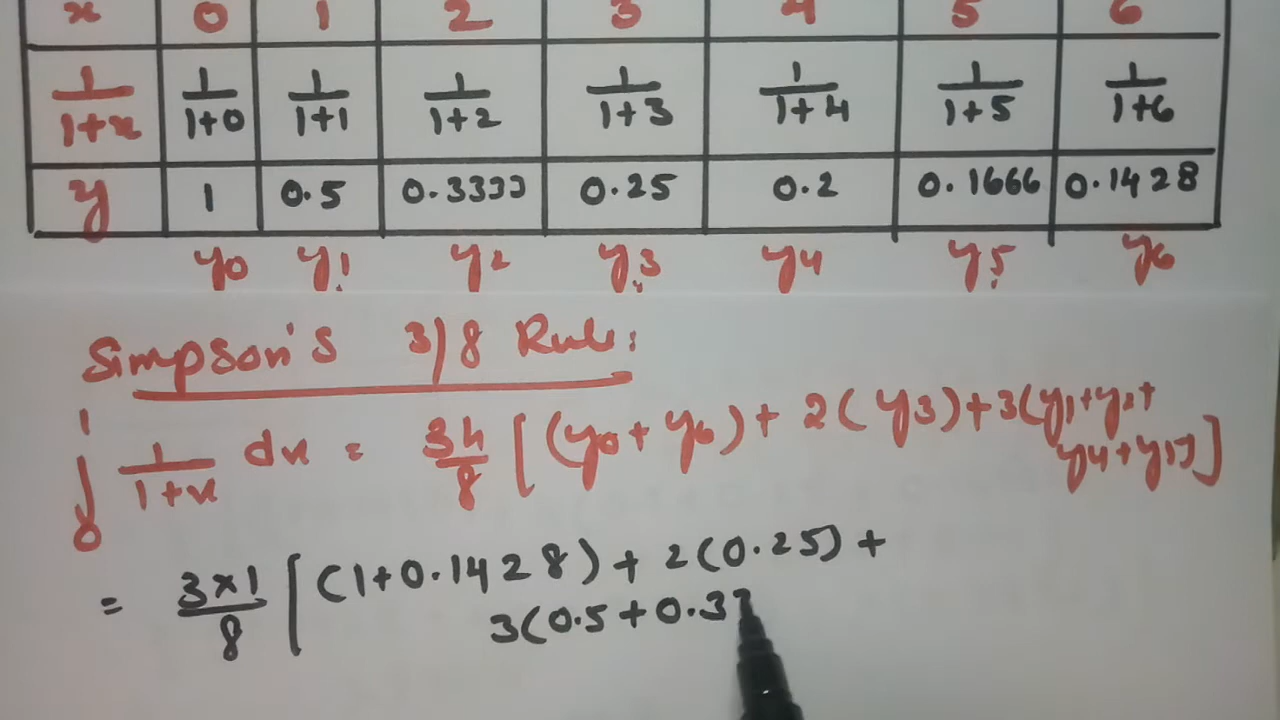 x 0 1 2 3 4 5 6
1/(1+x) 1/(1+0) 1/(1+1) 1/(1+2) 1/(1+3) 1/(1+4) 1/(1+5) 1/(1+6)
y 1 0.5 0.3333 0.25 0.2 0.1666 0.1428
y0 y1 y2 y3 y4 y5 y6
Simpson's 3/8 Rule:
∫₀¹ 1/(1+x) dx = 3h/8 [(y0+y6)+2(y3)+3(y1+y2+
y4+y5)]
= 3×1/8 [(1+0.1428)+2(0.25)+
3(0.5+0.33